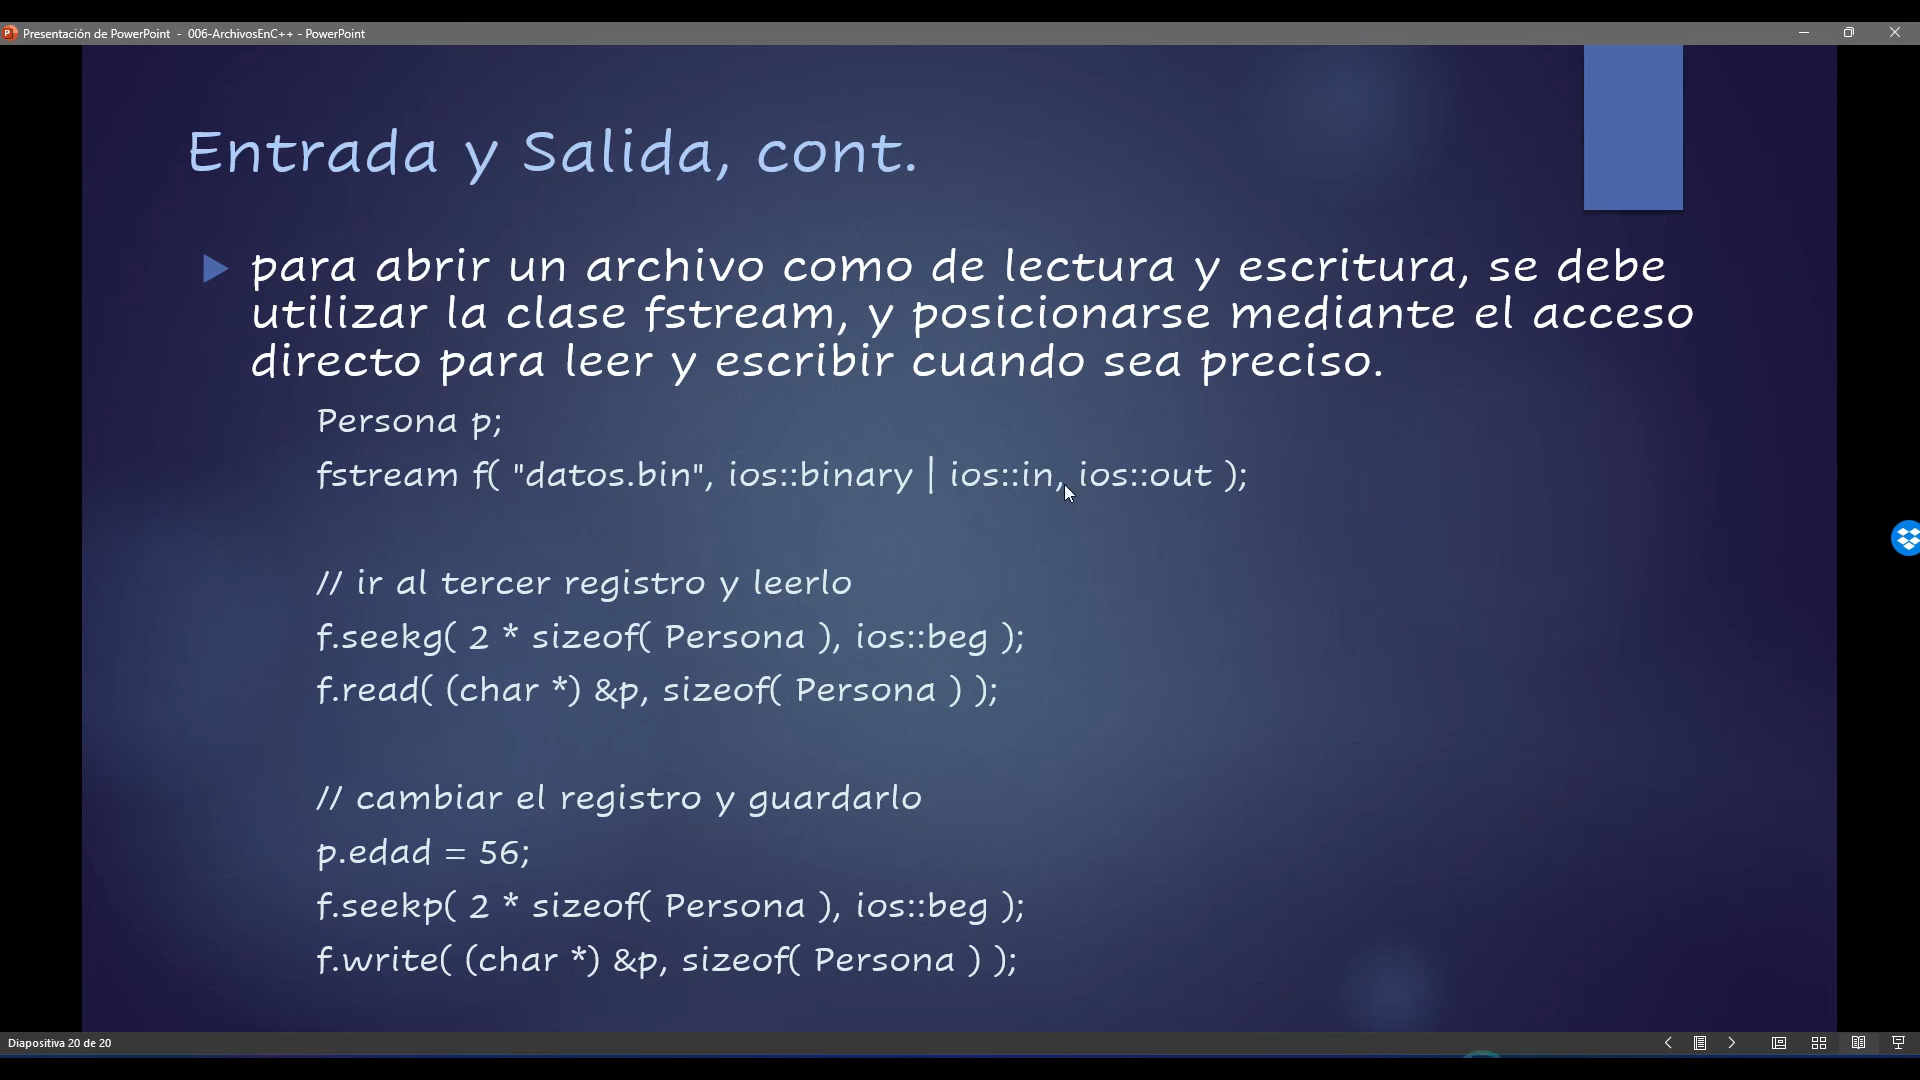 Presentación de PowerPoint - 006-ArchivosEnC++ - PowerPoint
Entrada y Salida, cont.
para abrir un archivo como de lectura y escritura, se debe
utilizar la clase fstream, y posicionarse mediante el acceso
directo para leer y escribir cuando sea preciso.
Persona p;
fstream f( "datos.bin", ios::binary | ios::in, ios::out );
// ir al tercer registro y leerlo
f.seekg( 2 * sizeof( Persona ), ios::beg );
f.read( (char *) &p, sizeof( Persona ) );
// cambiar el registro y guardarlo
p.edad = 56;
f.seekp( 2 * sizeof( Persona ), ios::beg );
f.write( (char *) &p, sizeof( Persona ) );
Diapositiva 20 de 20